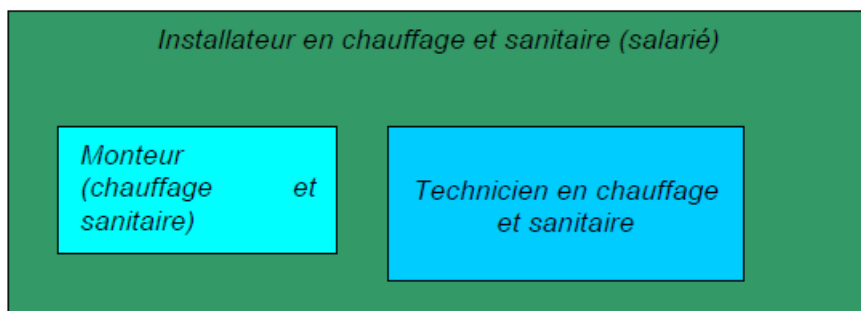 Installateur en chauffage et sanitaire (salarié)
Monteur
(chauffage et
sanitaire)
Technicien en chauffage
et sanitaire